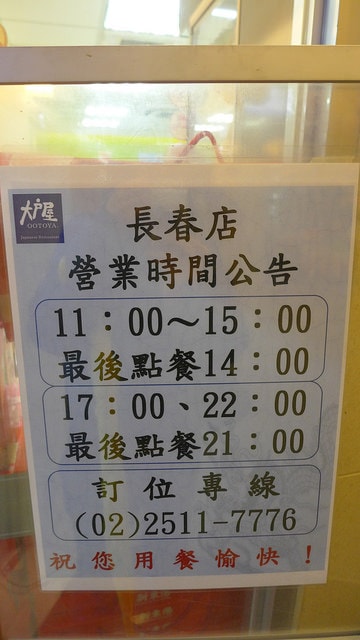 大戶屋
OOTOYA
Japanese Restaurant
長春店
營業時間公告
11：00～15：00
最後點餐14：00
17：00、22：00
最後點餐21：00
訂位專線
(02)2511-7776
祝您用餐愉快！